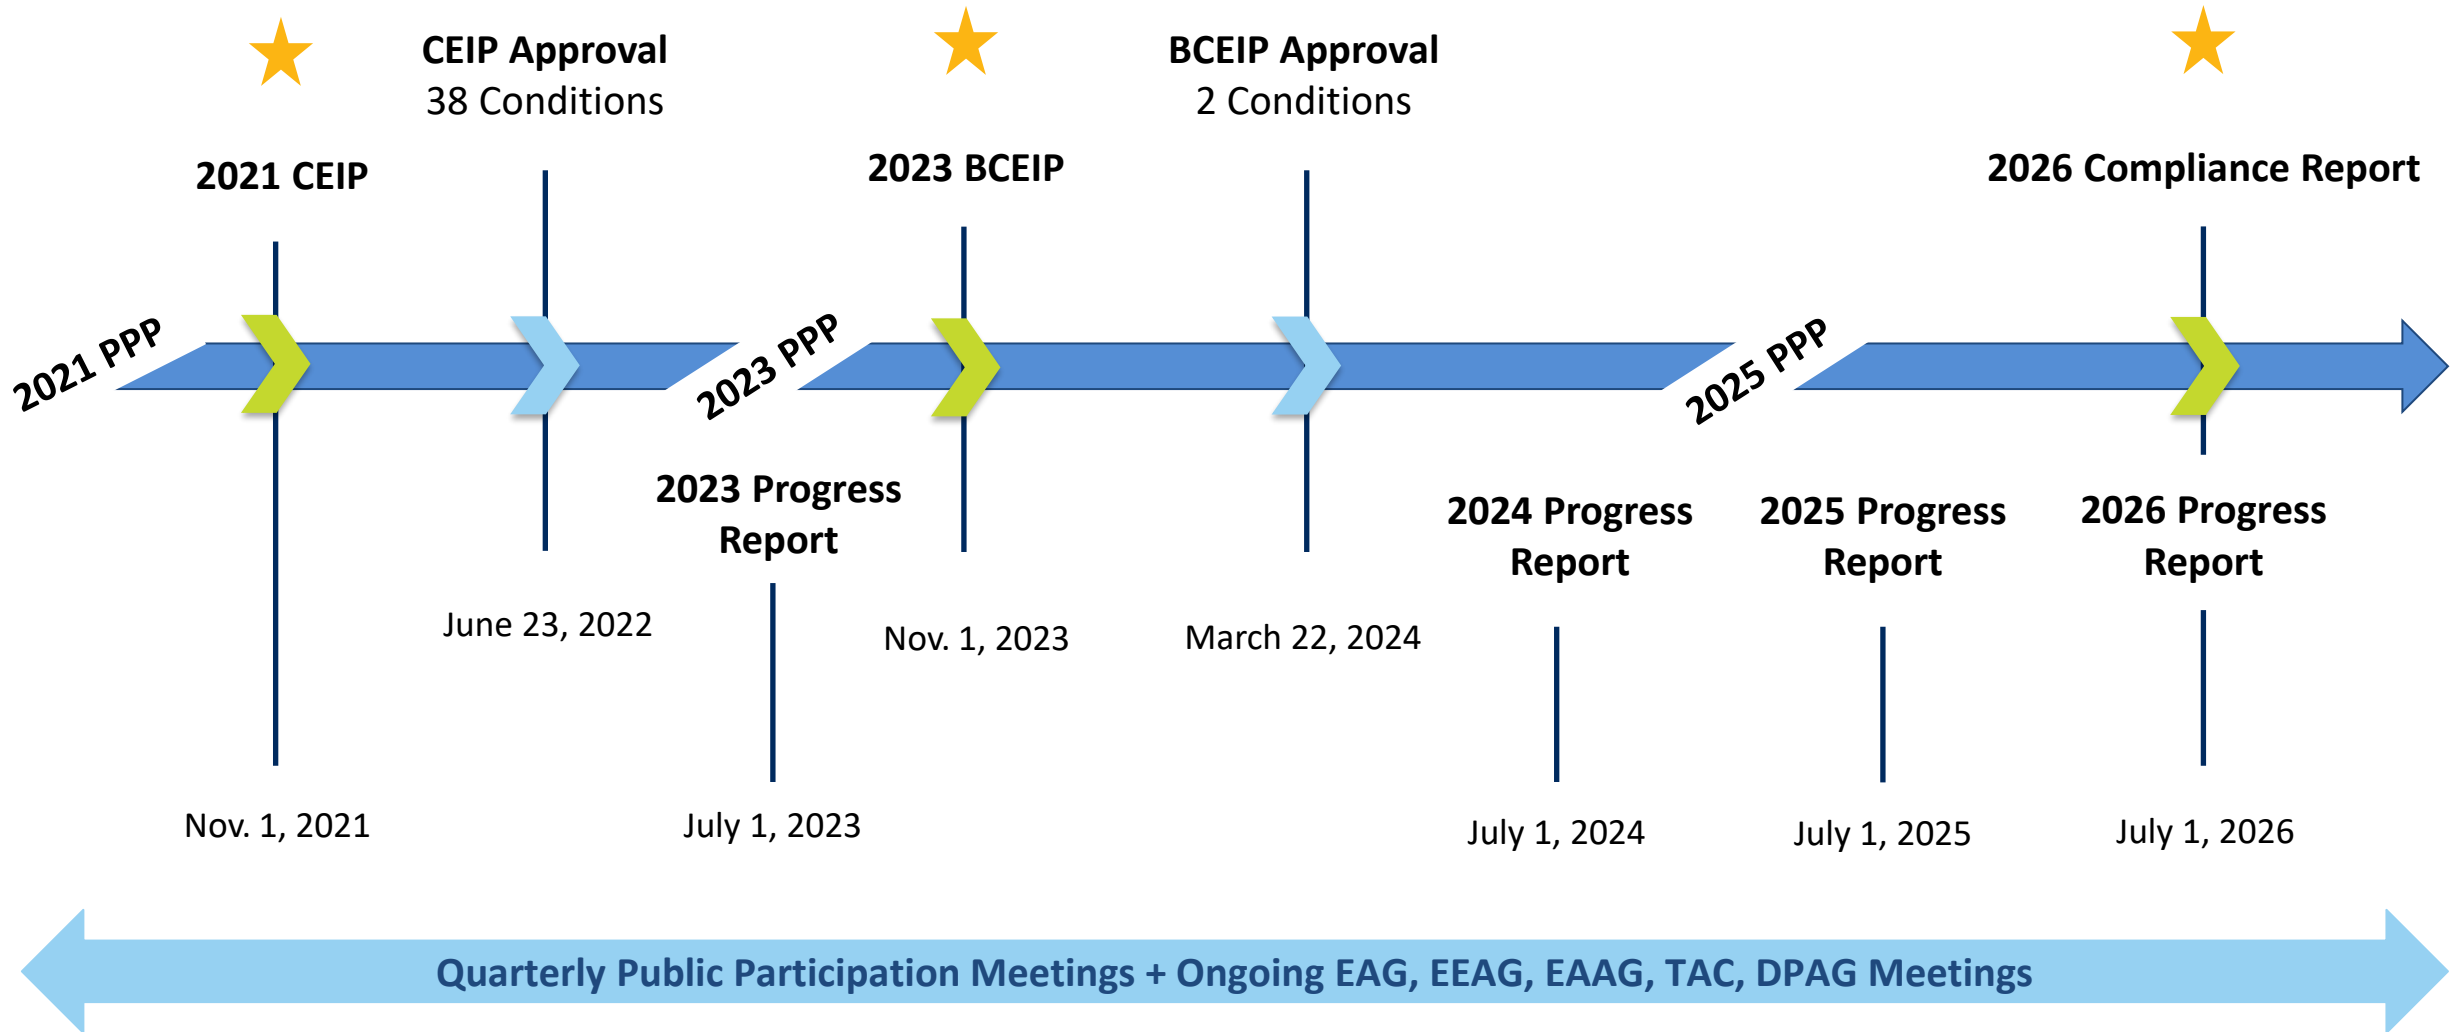 CEIP Approval
38 Conditions
BCEIP Approval
2 Conditions
2021 CEIP
2023 BCEIP
2026 Compliance Report
2021 PPP
2023 PPP
2025 PPP
2023 Progress
Report
2024 Progress
Report
2025 Progress
Report
2026 Progress
Report
June 23, 2022
Nov. 1, 2023
March 22, 2024
Nov. 1, 2021
July 1, 2023
July 1, 2024
July 1, 2025
July 1, 2026
Quarterly Public Participation Meetings + Ongoing EAG, EEAG, EAAG, TAC, DPAG Meetings